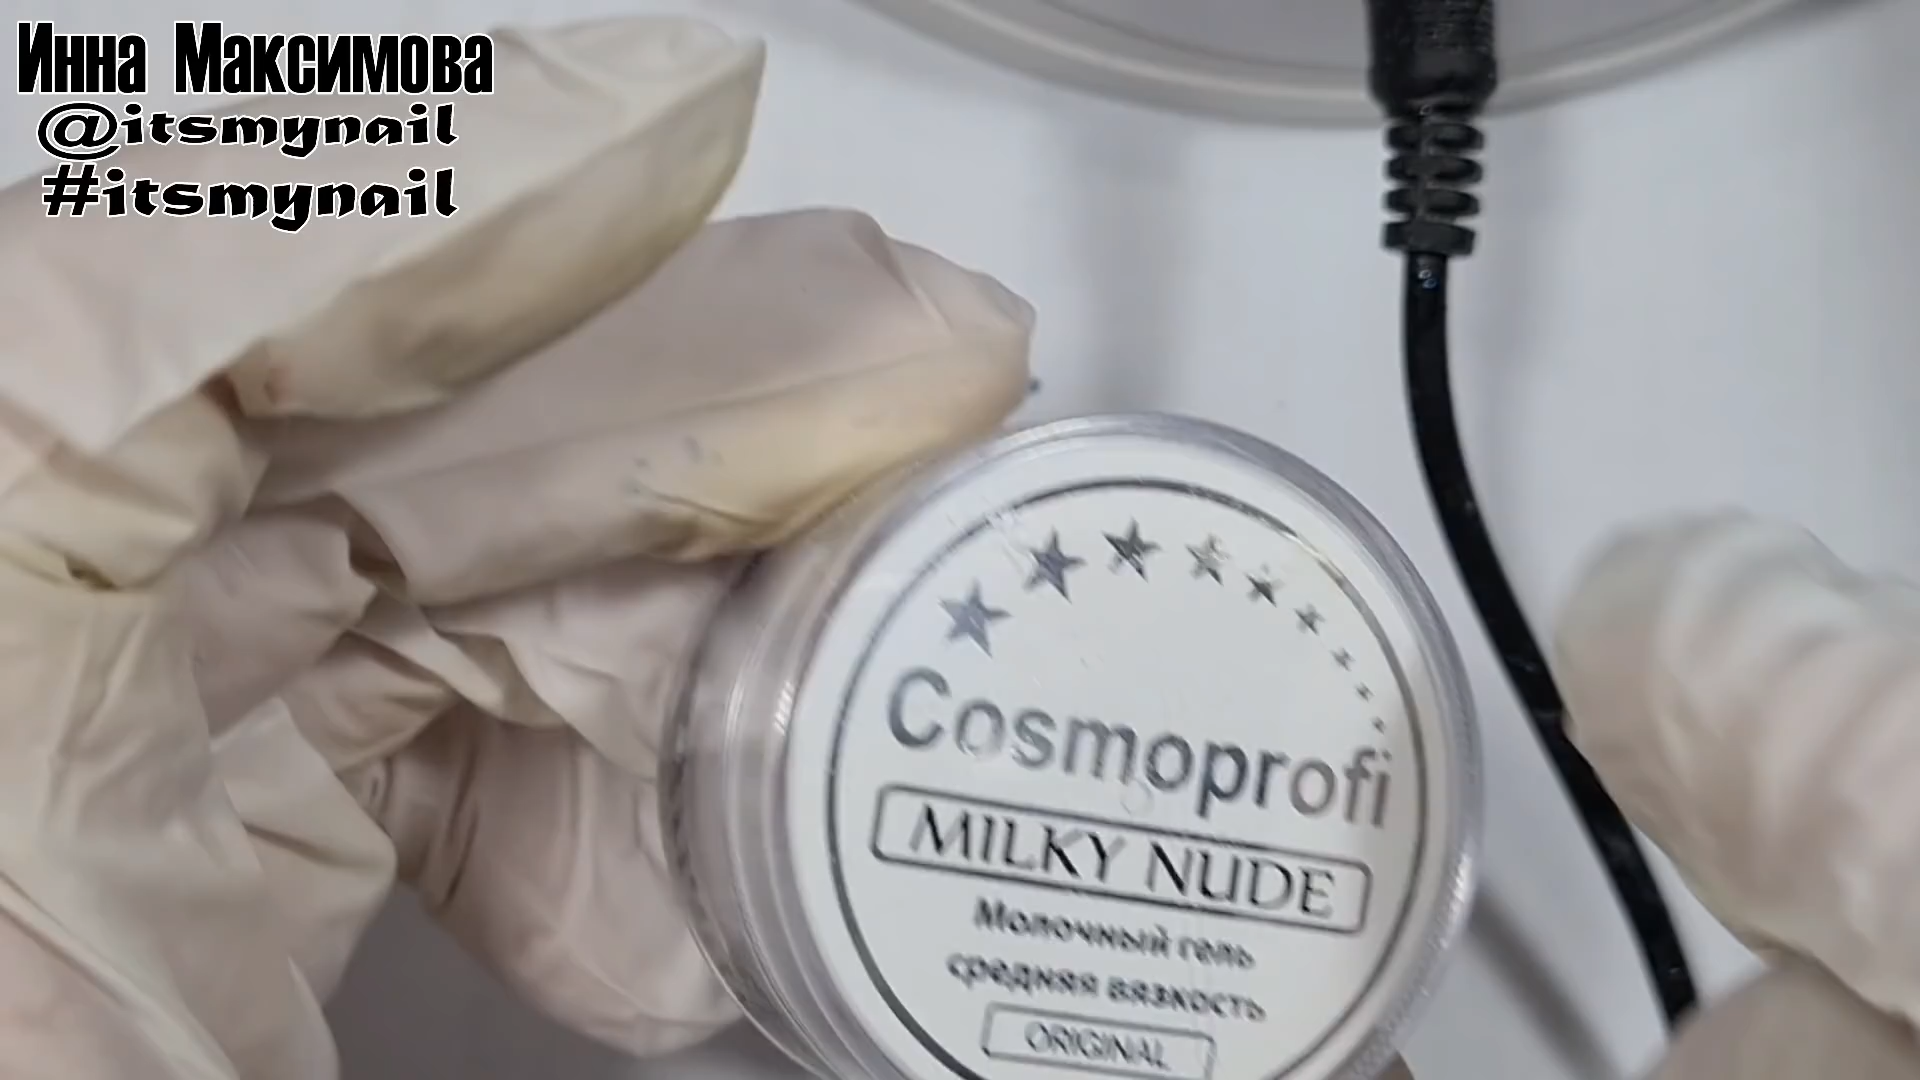 Инна Максимова
@itsmynail
#itsmynail
Cosmoprofi
MILKY NUDE
Молочный гель
средняя вязкость
ORIGINAL